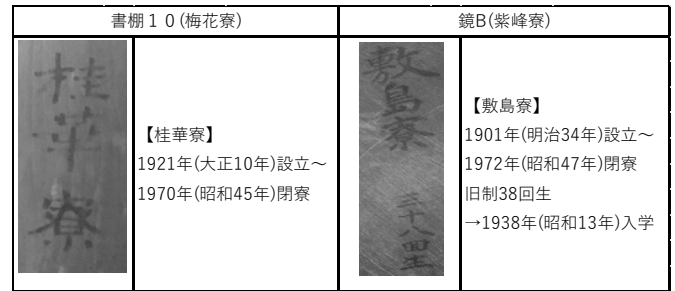 書棚１０(梅花寮)
鏡B(紫峰寮)
桂華寮
【桂華寮】
1921年(大正10年)設立～
1970年(昭和45年)閉寮
敷島寮
三十八回生
【敷島寮】
1901年(明治34年)設立～
1972年(昭和47年)閉寮
旧制38回生
→1938年(昭和13年)入学